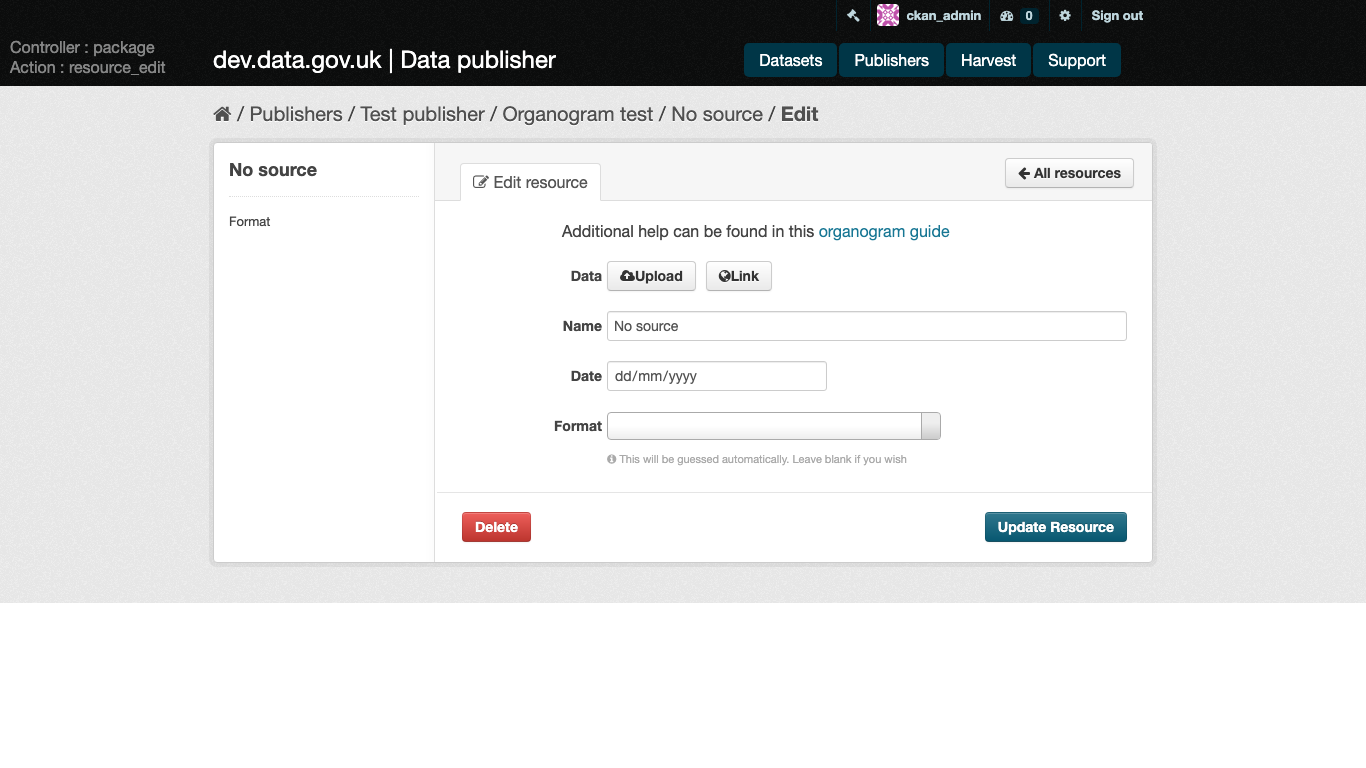 ckan_admin 0 Sign out
Controller : package
Action : resource_edit
dev.data.gov.uk | Data publisher
Datasets Publishers Harvest Support
/ Publishers / Test publisher / Organogram test / No source / Edit
No source
Format
Edit resource
All resources
Additional help can be found in this organogram guide
Data Upload Link
Name No source
Date dd/mm/yyyy
Format
This will be guessed automatically. Leave blank if you wish
Delete Update Resource